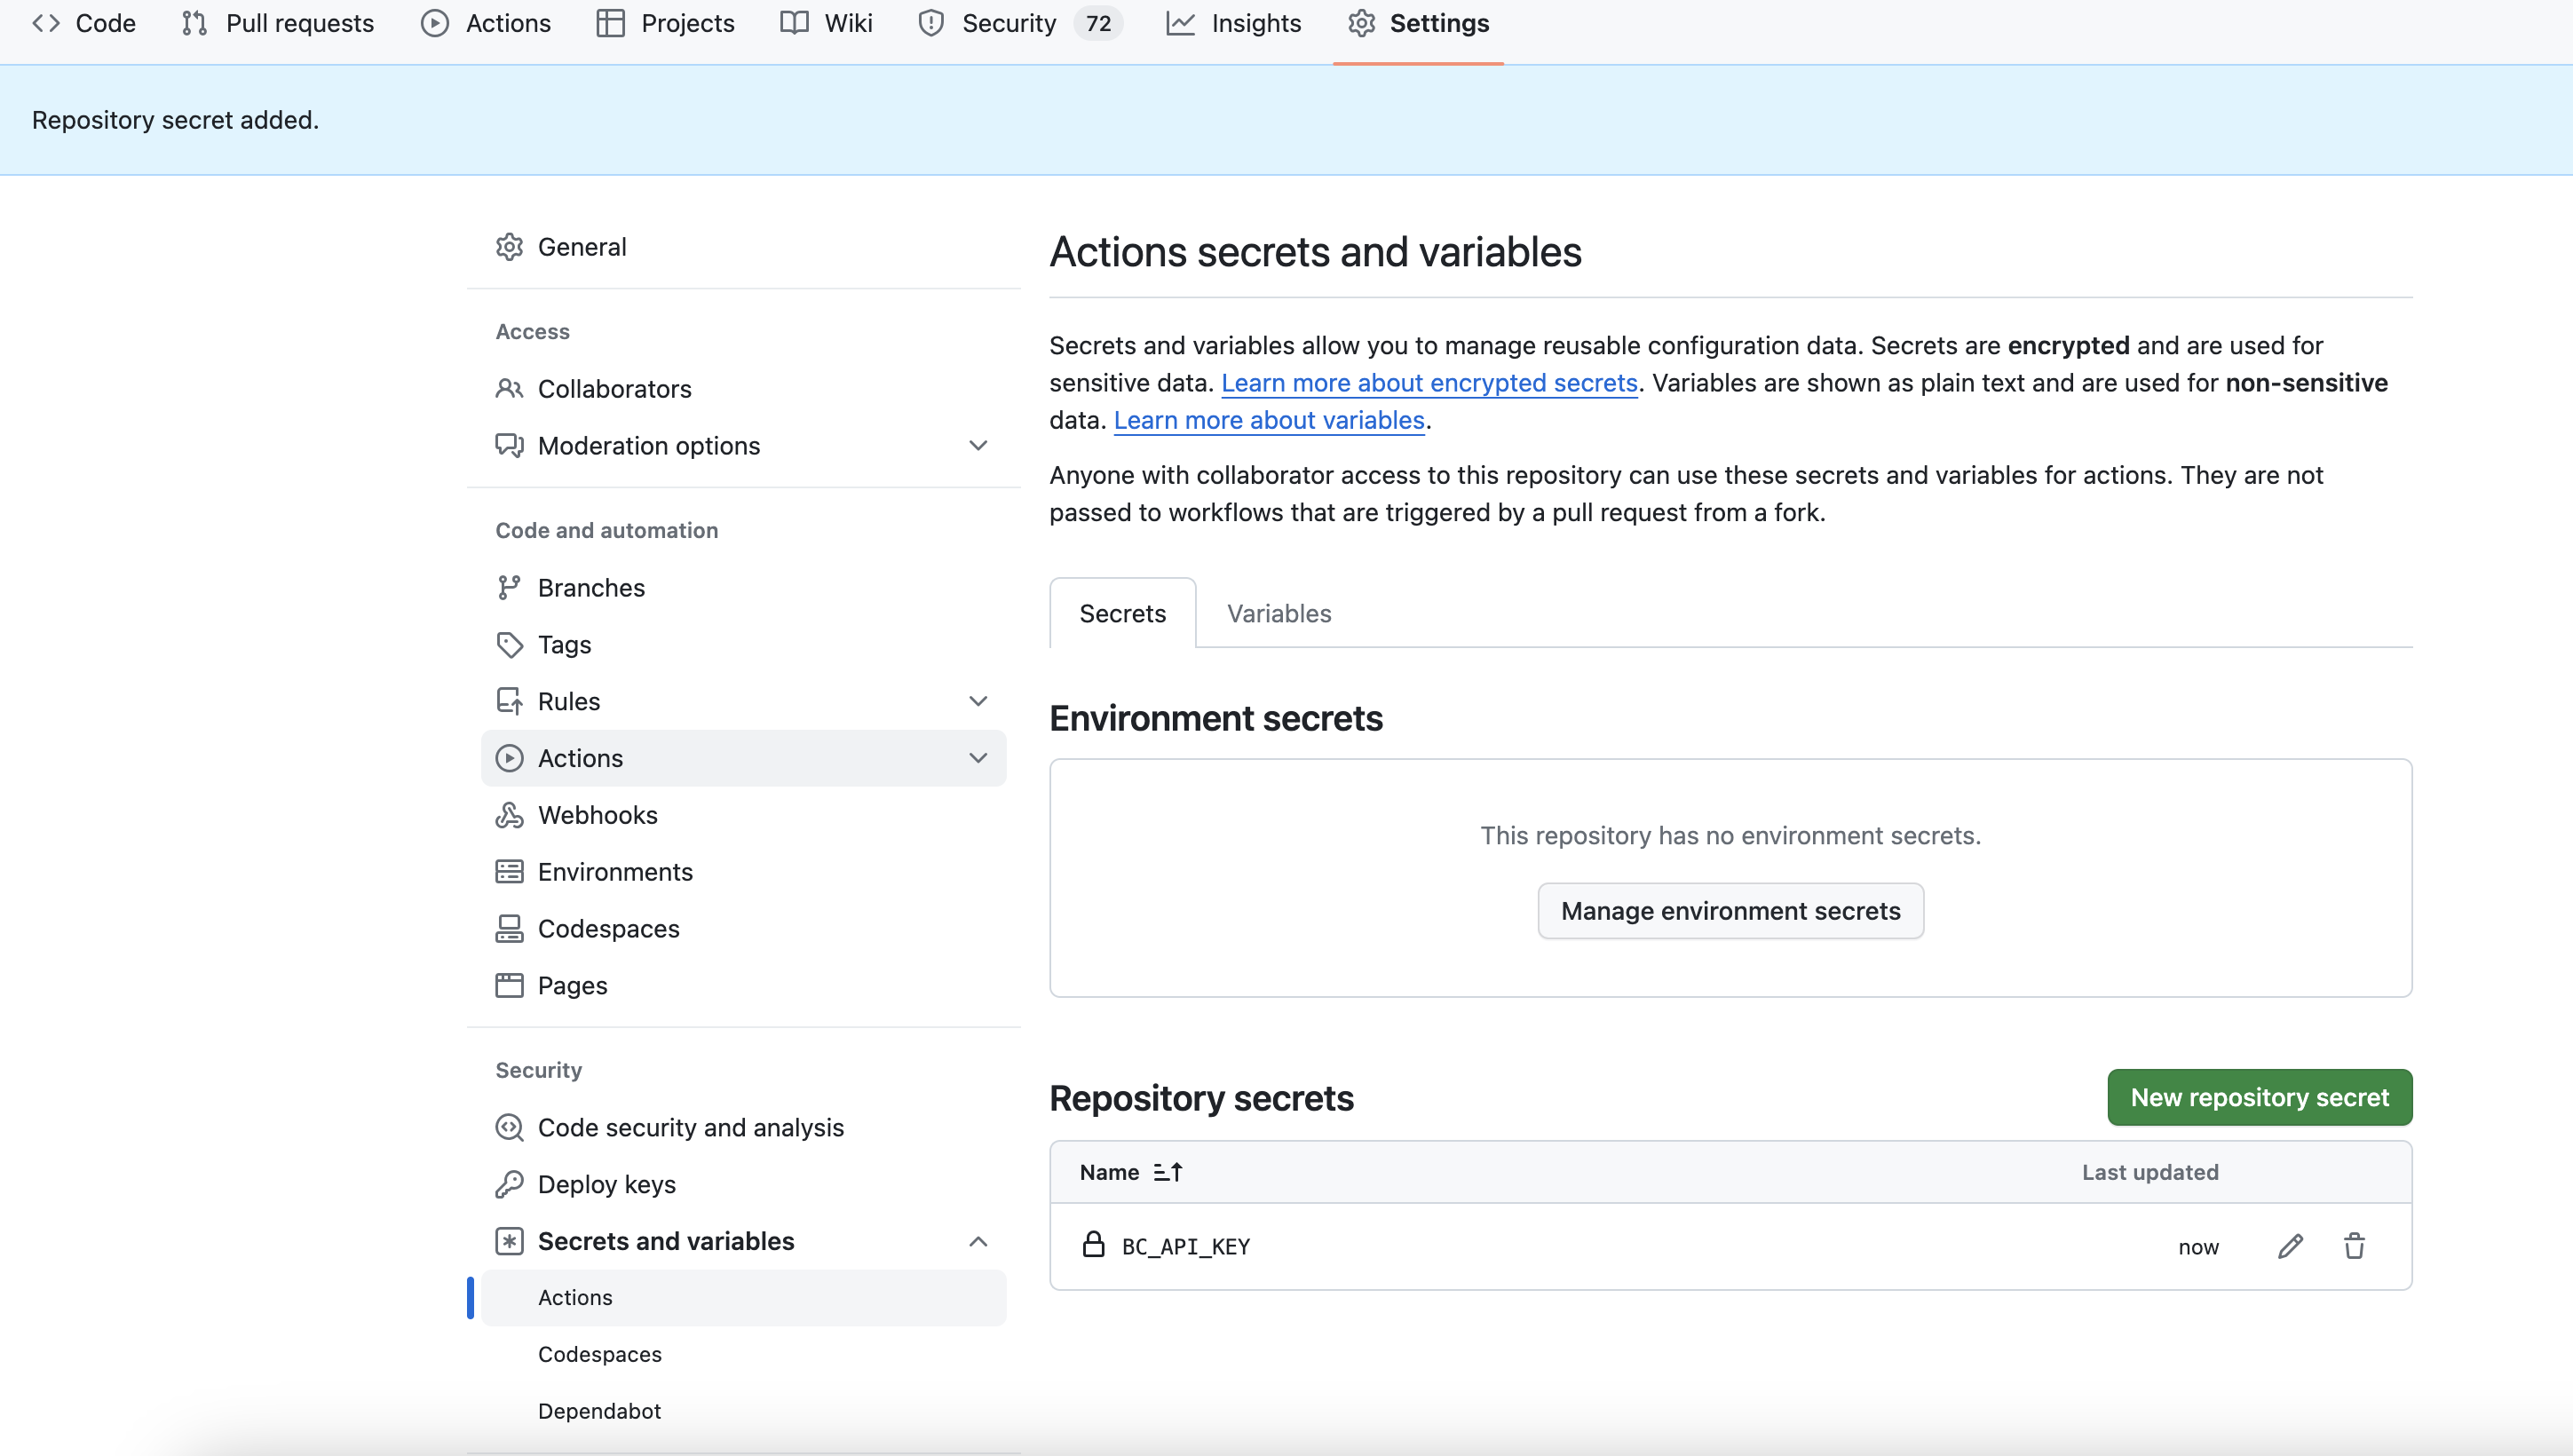 Code Pull requests Actions Projects Wiki Security 72 Insights Settings
Repository secret added.
General
Access
Collaborators
Moderation options
Code and automation
Branches
Tags
Rules
Actions
Webhooks
Environments
Codespaces
Pages
Security
Code security and analysis
Deploy keys
Secrets and variables
Actions
Codespaces
Dependabot
Actions secrets and variables
Secrets and variables allow you to manage reusable configuration data. Secrets are encrypted and are used for
sensitive data. Learn more about encrypted secrets. Variables are shown as plain text and are used for non-sensitive
data. Learn more about variables.
Anyone with collaborator access to this repository can use these secrets and variables for actions. They are not
passed to workflows that are triggered by a pull request from a fork.
Secrets Variables
Environment secrets
This repository has no environment secrets.
Manage environment secrets
Repository secrets New repository secret
Name Last updated
BC_API_KEY now